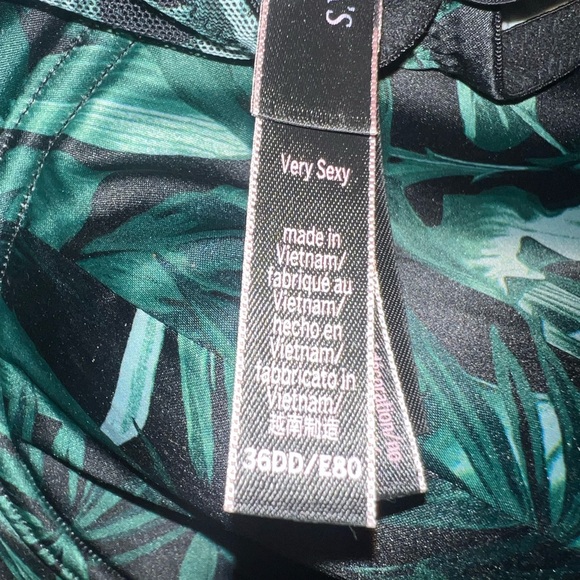 'S
Very Sexy
made in
Vietnam/
fabriqué au
Vietnam/
hecho en
Vietnam/
fabbricato in
Vietnam/
越南制造
36DD/E80